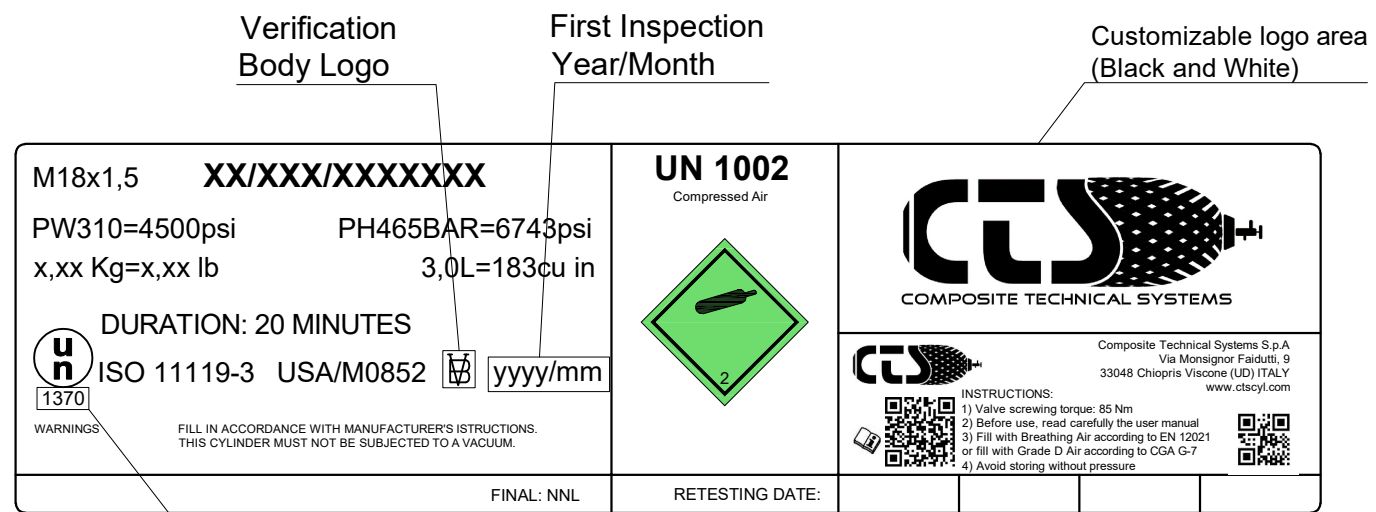 Verification
Body Logo
First Inspection
Year/Month
Customizable logo area
(Black and White)
M18x1,5 XX/XXX/XXXXXXX
PW310=4500psi PH465BAR=6743psi
x,xx Kg=x,xx lb 3,0L=183cu in
DURATION: 20 MINUTES
un
ISO 11119-3 USA/M0852 VB yyyy/mm
1370
WARNINGS
FILL IN ACCORDANCE WITH MANUFACTURER'S ISTRUCTIONS.
THIS CYLINDER MUST NOT BE SUBJECTED TO A VACUUM.
FINAL: NNL
UN 1002
Compressed Air
2
RETESTING DATE:
CTS
COMPOSITE TECHNICAL SYSTEMS
CTS
Composite Technical Systems S.p.A
Via Monsignor Faidutti, 9
33048 Chiopris Viscone (UD) ITALY
www.ctscyl.com
INSTRUCTIONS:
1) Valve screwing torque: 85 Nm
2) Before use, read carefully the user manual
3) Fill with Breathing Air according to EN 12021
or fill with Grade D Air according to CGA G-7
4) Avoid storing without pressure